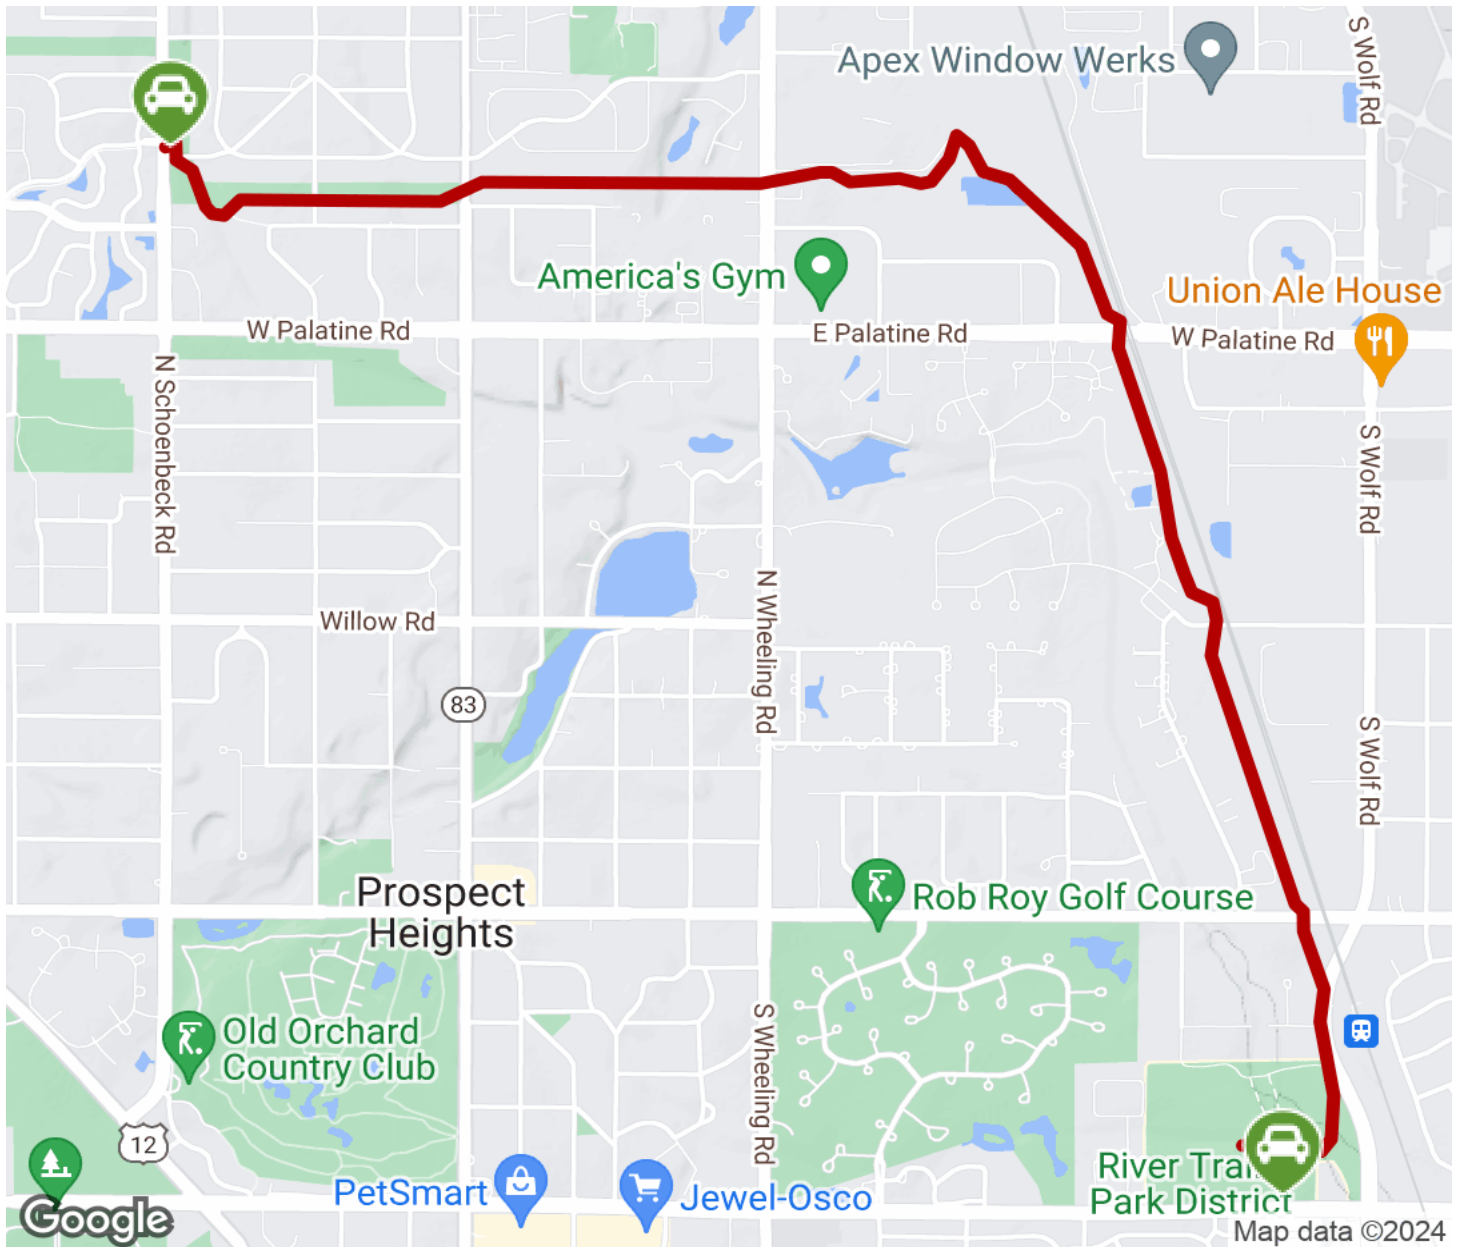 S Wolf Rd
Apex Window Werks
America's Gym
Union Ale House
W Palatine Rd
E Palatine Rd
W Palatine Rd
N Schoenbeck Rd
S Wolf Rd
Willow Rd
N Wheeling Rd
83
S Wolf Rd
Prospect
Heights
Rob Roy Golf Course
Old Orchard
Country Club
S Wheeling Rd
12
River Trai
Park District
PetSmart
Jewel-Osco
Google
Map data ©2024